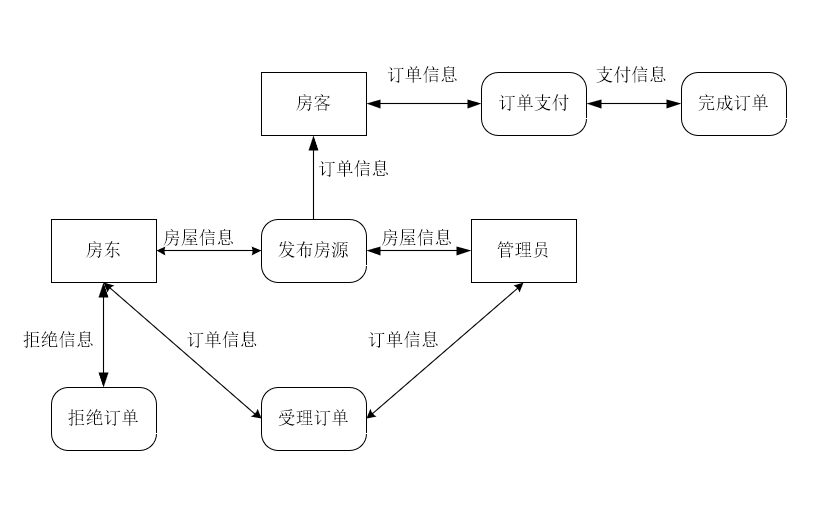 订单信息
支付信息
房客
订单支付
完成订单
订单信息
房东
房屋信息
发布房源
房屋信息
管理员
拒绝信息
订单信息
订单信息
拒绝订单
受理订单